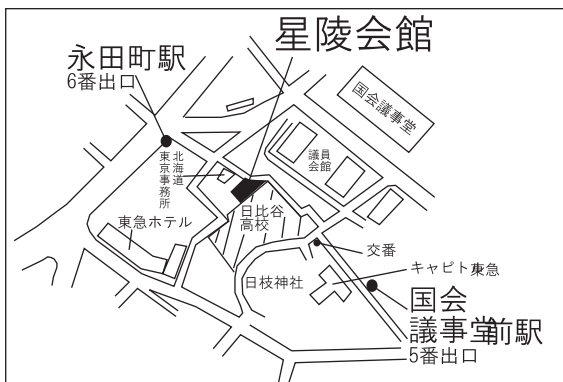 星陵会館
永田町駅
6番出口
国会議事堂
議員
会館
北海道
東京事務所
日比谷
高校
東急ホテル
交番
キャピトル東急
日枝神社
国会
議事堂前駅
5番出口